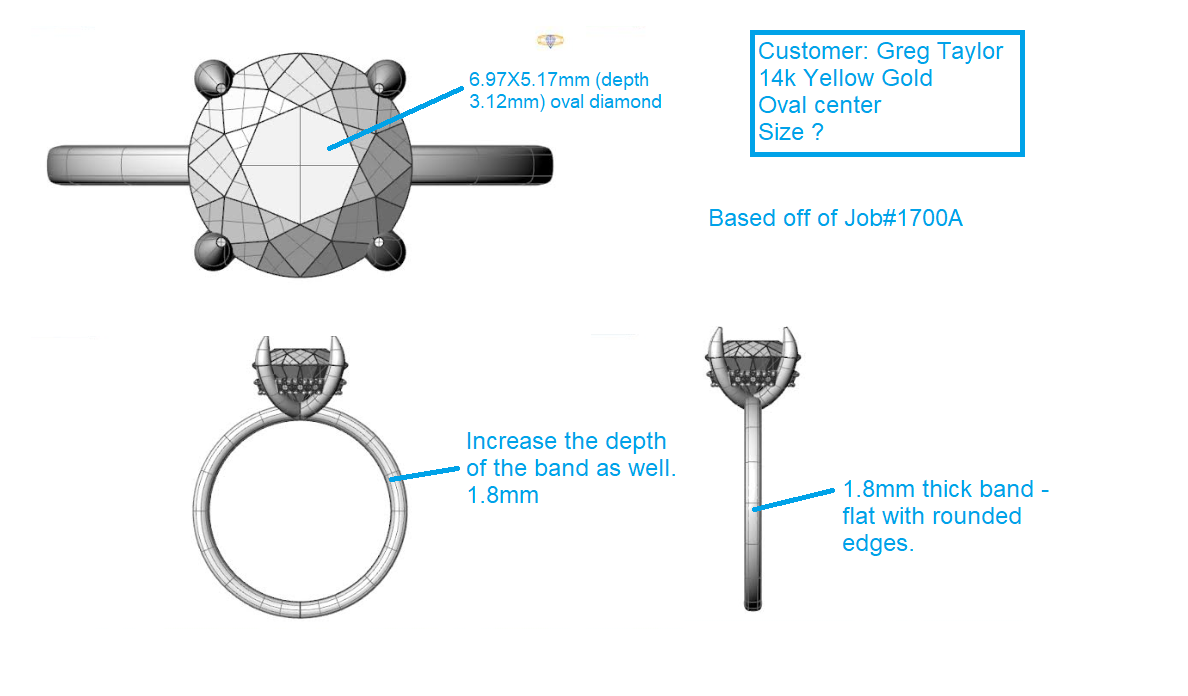 6.97X5.17mm (depth
3.12mm) oval diamond
Customer: Greg Taylor
14k Yellow Gold
Oval center
Size ?
Based off of Job#1700A
Increase the depth
of the band as well.
1.8mm
1.8mm thick band -
flat with rounded
edges.